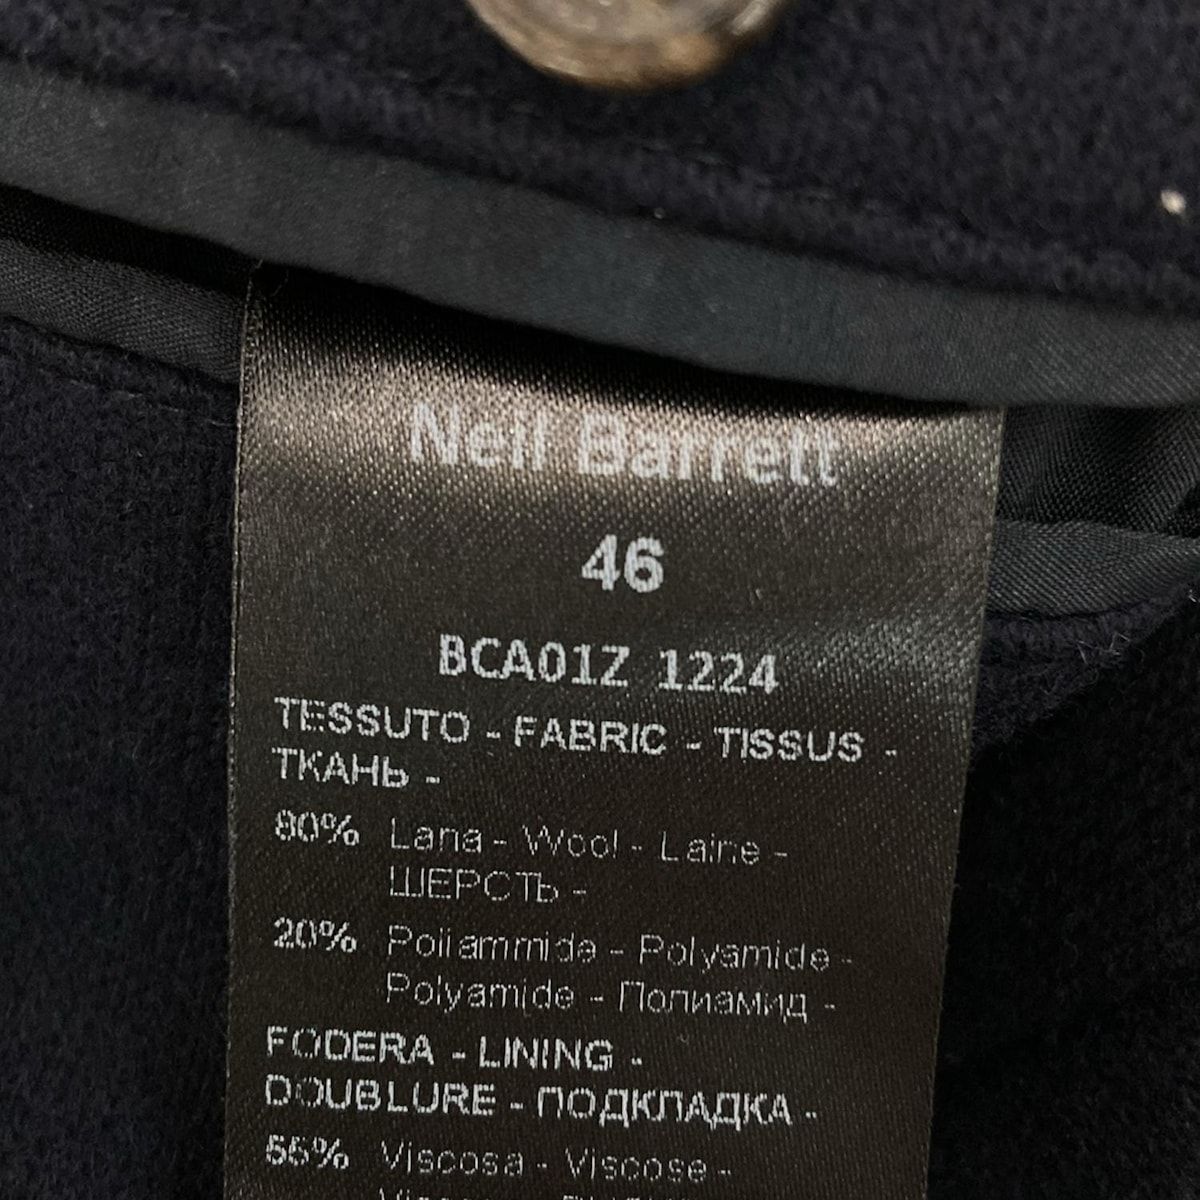 Neil Barrett
46
BCA01Z 1224
TESSUTO - FABRIC - TISSUS -
ТКАНЬ -
80% Lana - Wool - Laine -
ШЕРСТЬ -
20% Poliammide - Polyamide -
Polyamide - Полиамид -
FODERA - LINING -
DOUBLURE - ПОДКЛАДКА -
55% Viscosa - Viscose -